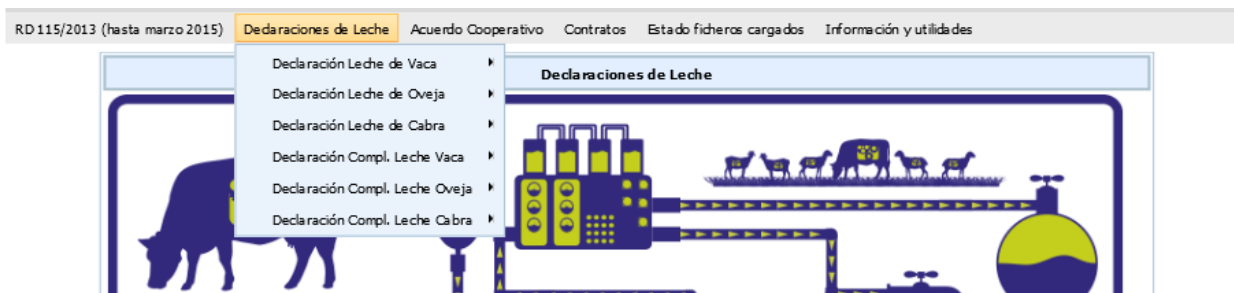 RD 115/2013 (hasta marzo 2015) Declaraciones de Leche Acuerdo Cooperativo Contratos Estado ficheros cargados Información y utilidades
Declaraciones de Leche
Declaración Leche de Vaca
Declaración Leche de Oveja
Declaración Leche de Cabra
Declaración Compl. Leche Vaca
Declaración Compl. Leche Oveja
Declaración Compl. Leche Cabra